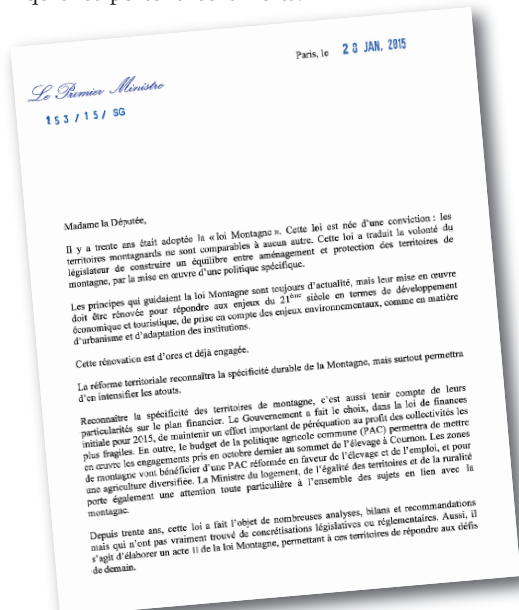 Paris, le 20 JAN. 2015
Le Premier Ministre
153 / 15 / SG
Madame la Députée,
Il y a trente ans était adoptée la « loi Montagne ». Cette loi est née d'une conviction : les
territoires montagnards ne sont comparables à aucun autre. Cette loi a traduit la volonté du
législateur de construire un équilibre entre aménagement et protection des territoires de
montagne, par la mise en œuvre d'une politique spécifique.
Les principes qui guidaient la loi Montagne sont toujours d'actualité, mais leur mise en œuvre
doit être rénovée pour répondre aux enjeux du 21ème siècle en termes de développement
économique et touristique, de prise en compte des enjeux environnementaux, comme en matière
d'urbanisme et d'adaptation des institutions.
Cette rénovation est d'ores et déjà engagée.
La réforme territoriale reconnaîtra la spécificité durable de la Montagne, mais surtout permettra
d'en intensifier les atouts.
Reconnaître la spécificité des territoires de montagne, c'est aussi tenir compte de leurs
particularités sur le plan financier. Le Gouvernement a fait le choix, dans la loi de finances
initiale pour 2015, de maintenir un effort important de péréquation au profit des collectivités les
plus fragiles. En outre, le budget de la politique agricole commune (PAC) permettra de mettre
en œuvre les engagements pris en octobre dernier au sommet de l'élevage à Cournon. Les zones
de montagne vont bénéficier d'une PAC réformée en faveur de l'élevage et de l'emploi, et pour
une agriculture diversifiée. La Ministre du logement, de l'égalité des territoires et de la ruralité
porte également une attention toute particulière à l'ensemble des sujets en lien avec la
montagne.
Depuis trente ans, cette loi a fait l'objet de nombreuses analyses, bilans et recommandations
mais qui n'ont pas vraiment trouvé de concrétisations législatives ou réglementaires. Aussi, il
s'agit d'élaborer un acte II de la loi Montagne, permettant à ces territoires de répondre aux défis
de demain.